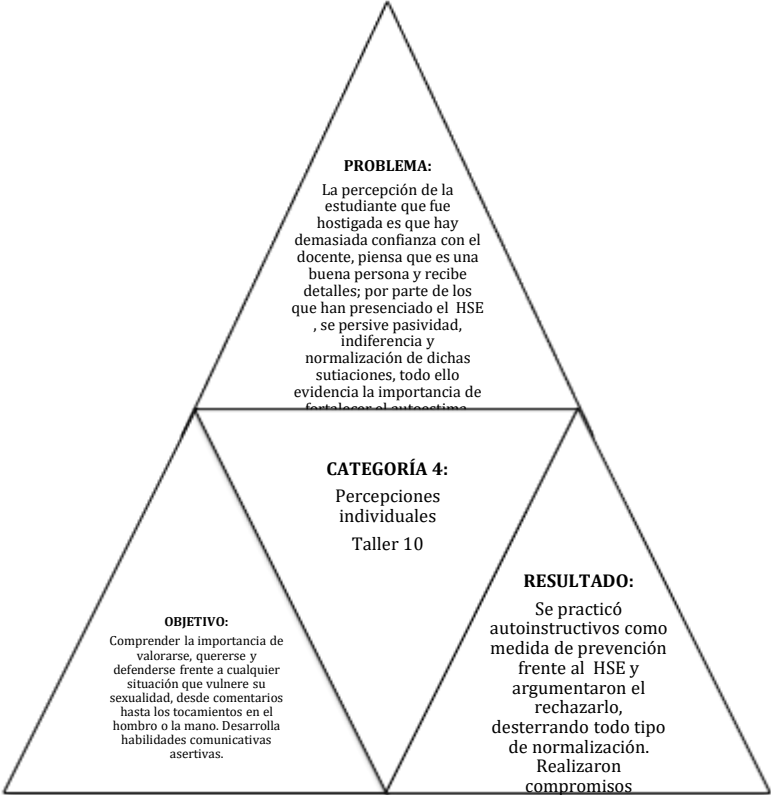 PROBLEMA:
La percepción de la
estudiante que fue
hostigada es que hay
demasiada confianza con el
docente, piensa que es una
buena persona y recibe
detalles; por parte de los
que han presenciado el  HSE
, se persive pasividad,
indiferencia y
normalización de dichas
sutiaciones, todo ello
evidencia la importancia de
fortalecer el autoestima
CATEGORÍA 4:
Percepciones
individuales
Taller 10
OBJETIVO:
Comprender la importancia de
valorarse, quererse y
defenderse frente a cualquier
situación que vulnere su
sexualidad, desde comentarios
hasta los tocamientos en el
hombro o la mano. Desarrolla
habilidades comunicativas
asertivas.
RESULTADO:
Se practicó
autoinstructivos como
medida de prevención
frente al  HSE y
argumentaron el
rechazarlo,
desterrando todo tipo
de normalización.
Realizaron
compromisos